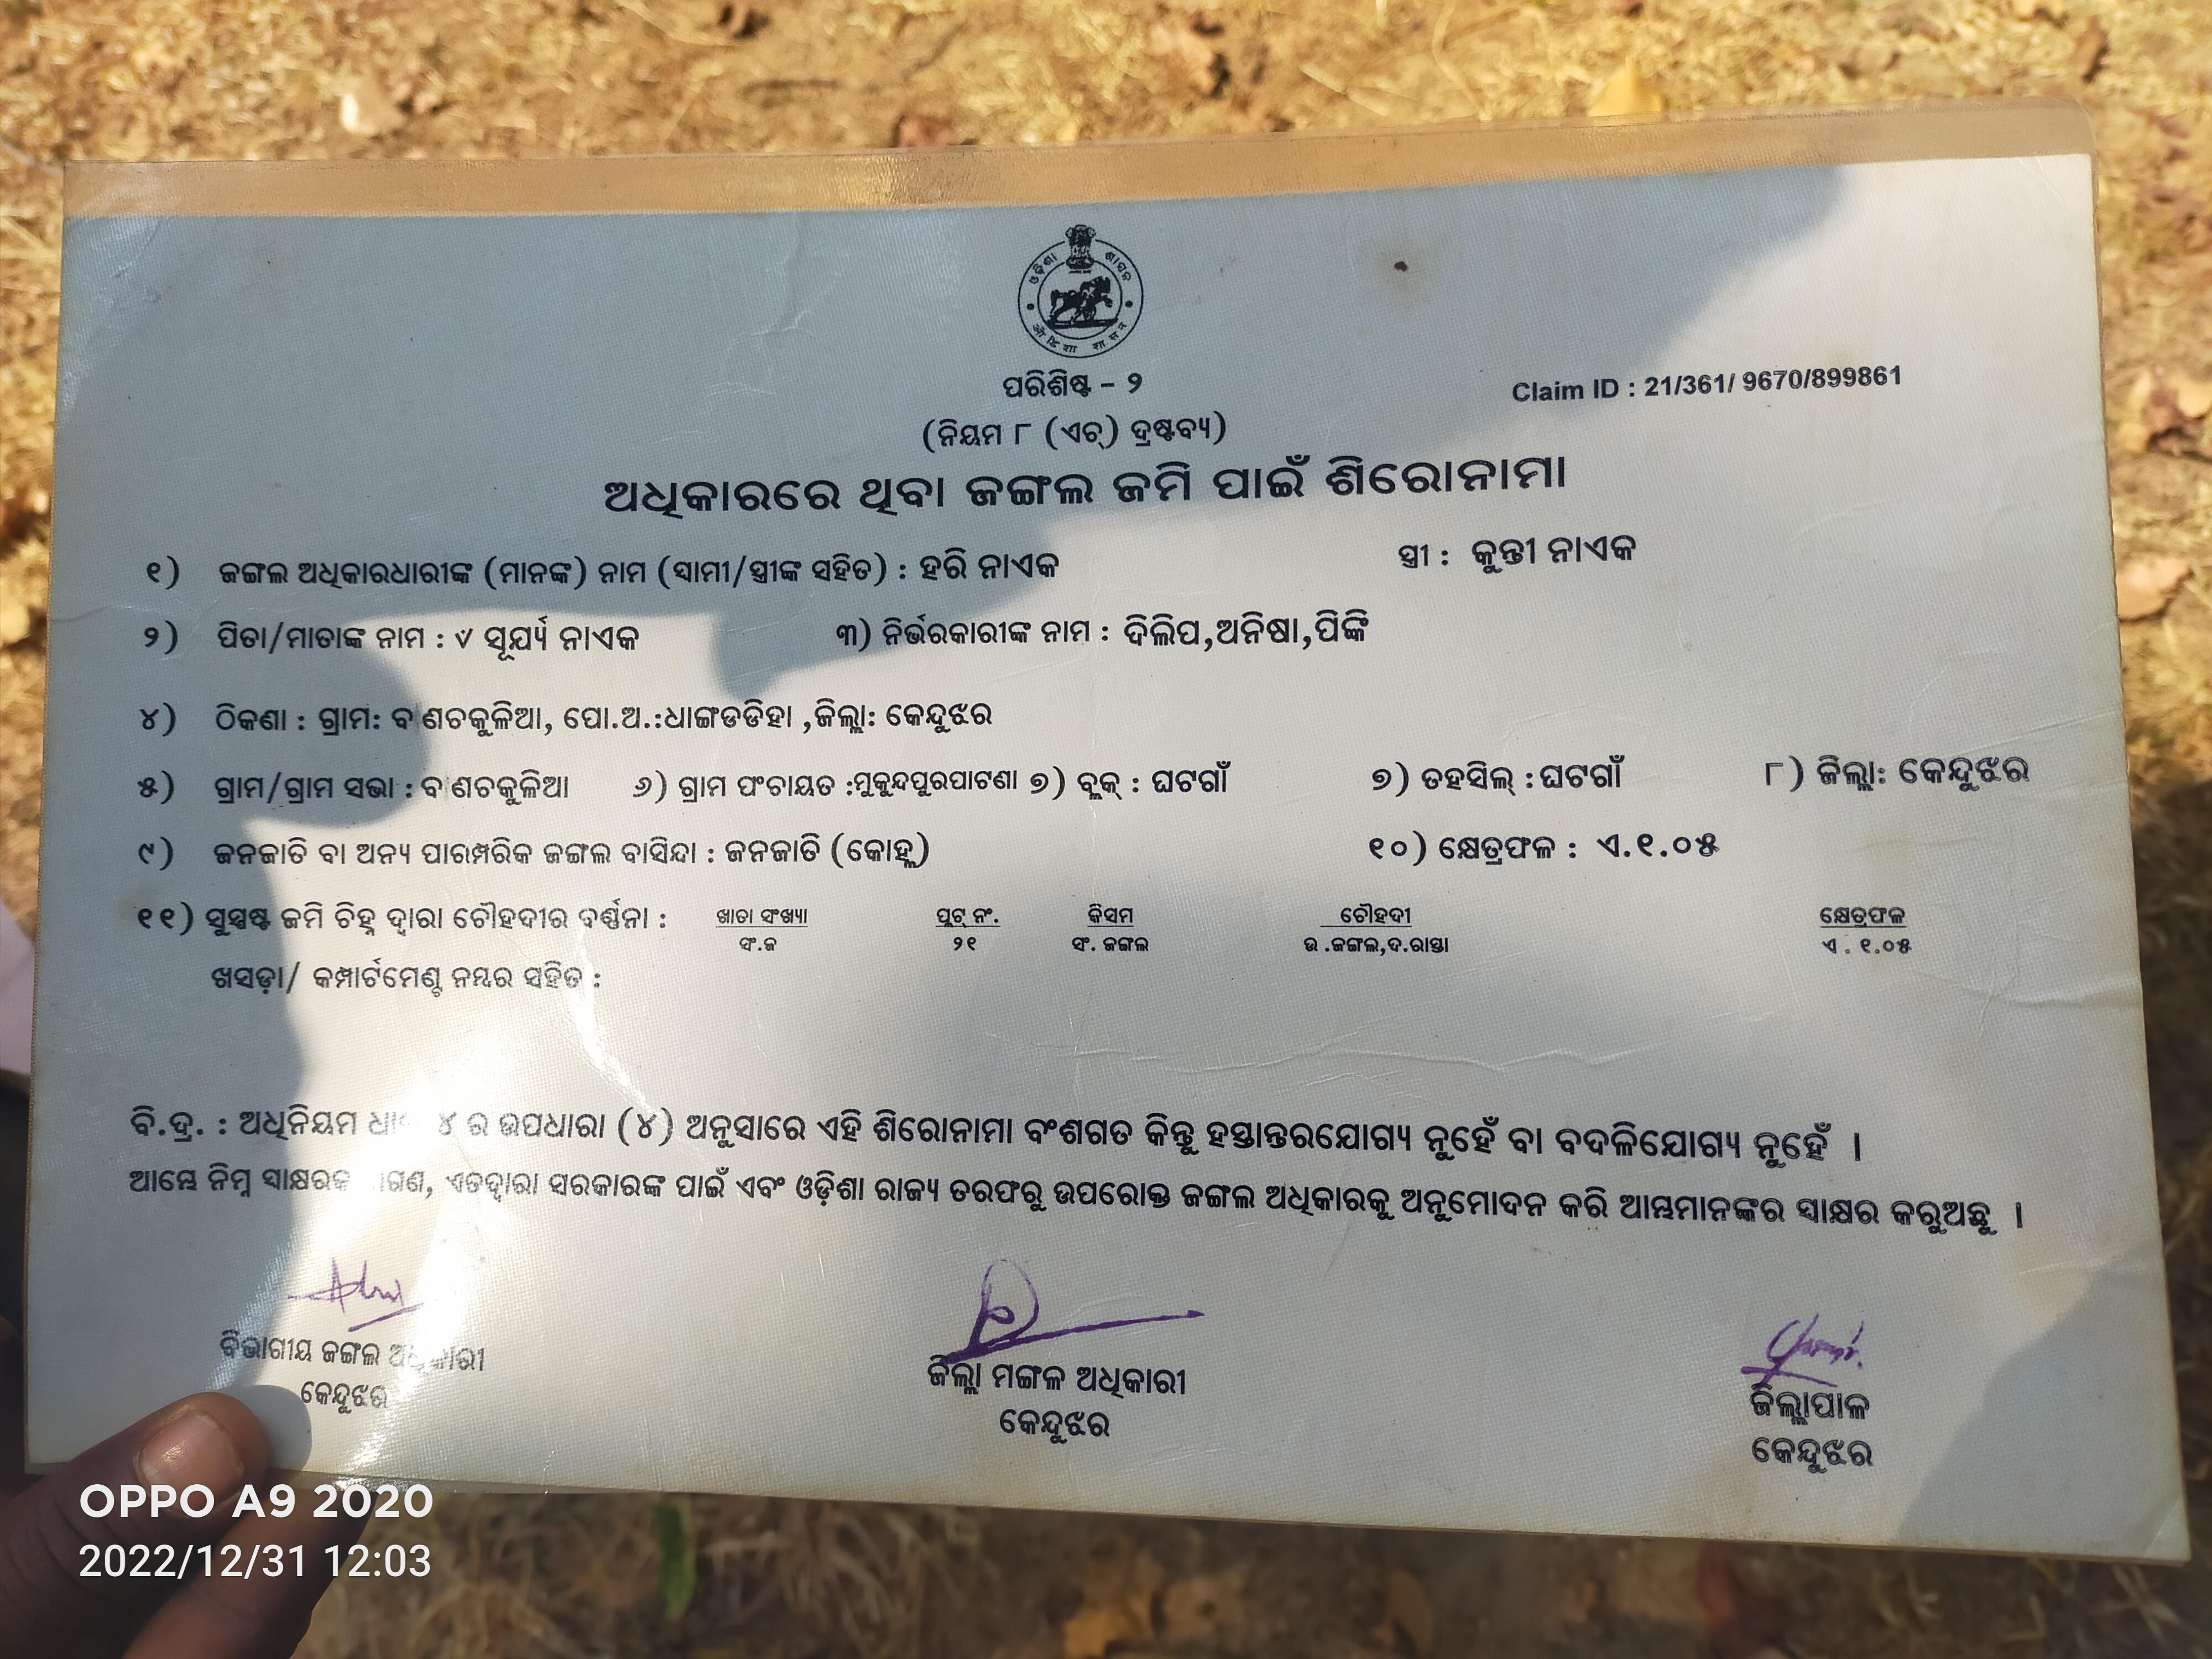 ଓଡ଼ିଶା ଶାସନ
ओडिशा शासन
ପରିଶିଷ୍ଟ - ୨
Claim ID : 21/361/ 9670/899861
(ନିୟମ ୮ (ଏଚ୍) ଦ୍ରଷ୍ଟବ୍ୟ)
ଅଧିକାରରେ ଥିବା ଜଙ୍ଗଲ ଜମି ପାଇଁ ଶିରୋନାମା
୧) ଜଙ୍ଗଲ ଅଧିକାରଧାରୀଙ୍କ (ମାନଙ୍କ) ନାମ (ସ୍ୱାମୀ/ସ୍ତ୍ରୀଙ୍କ ସହିତ) : ହରି ନାଏକ ସ୍ତ୍ରୀ : କୁନ୍ତୀ ନାଏକ
୨) ପିତା/ମାତାଙ୍କ ନାମ : ୰ ସୂର୍ଯ୍ୟ ନାଏକ ୩) ନିର୍ଭରକାରୀଙ୍କ ନାମ : ଦିଲିପ,ଅନିଷା,ପିଙ୍କି
୪) ଠିକଣା : ଗ୍ରାମ: ବାଣଚକୁଳିଆ, ପୋ.ଅ.:ଧାଙ୍ଗଡଡିହା ,ଜିଲ୍ଲା: କେନ୍ଦୁଝର
୫) ଗ୍ରାମ/ଗ୍ରାମ ସଭା : ବାଣଚକୁଳିଆ ୬) ଗ୍ରାମ ପଂଚାୟତ :ମୁକୁନ୍ଦପୁରପାଟଣା ୭) ବ୍ଲକ୍ : ଘଟଗାଁ ୭) ତହସିଲ୍ : ଘଟଗାଁ ୮) ଜିଲ୍ଲା: କେନ୍ଦୁଝର
୯) ଜନଜାତି ବା ଅନ୍ୟ ପାରମ୍ପରିକ ଜଙ୍ଗଲ ବାସିନ୍ଦା : ଜନଜାତି (କୋହ୍ଲ) ୧୦) କ୍ଷେତ୍ରଫଳ : ଏ.୧.୦୫
୧୧) ସୁସ୍ପଷ୍ଟ ଜମି ଚିହ୍ନ ଦ୍ୱାରା ଚୌହଦୀର ବର୍ଣ୍ଣନା : ଖାତା ସଂଖ୍ୟା ପ୍ଲଟ୍ ନଂ. କିସମ ଚୌହଦୀ କ୍ଷେତ୍ରଫଳ
ସଂ.ଜ ୨୧ ସଂ. ଜଙ୍ଗଲ ଉ .ଜଙ୍ଗଲ,ଦ.ରାସ୍ତା ଏ . ୧.୦୫
ଖସଡ଼ା/ କମ୍ପାର୍ଟମେଣ୍ଟ ନମ୍ବର ସହିତ :
ବି.ଦ୍ର. : ଅଧିନିୟମ ୪ ର ଉପଧାରା (୪) ଅନୁସାରେ ଏହି ଶିରୋନାମା ବଂଶଗତ କିନ୍ତୁ ହସ୍ତାନ୍ତରଯୋଗ୍ୟ ନୁହେଁ ବା ବଦଳିଯୋଗ୍ୟ ନୁହେଁ ।
ଆମ୍ଭେ ନିମ୍ନ ଏତଦ୍ୱାରା ସରକାରଙ୍କ ପାଇଁ ଏବଂ ଓଡ଼ିଶା ରାଜ୍ୟ ତରଫରୁ ଉପରୋକ୍ତ ଜଙ୍ଗଲ ଅଧିକାରକୁ ଅନୁମୋଦନ କରି ଆମ୍ଭମାନଙ୍କର ସ୍ୱାକ୍ଷର କରୁଅଛୁ ।
ବିଭାଗୀୟ ଜଙ୍ଗଲ ଅଧିକାରୀ
କେନ୍ଦୁଝର
ଜିଲ୍ଲା ମଙ୍ଗଳ ଅଧିକାରୀ
କେନ୍ଦୁଝର
ଜିଲ୍ଲାପାଳ
କେନ୍ଦୁଝର
OPPO A9 2020
2022/12/31 12:03